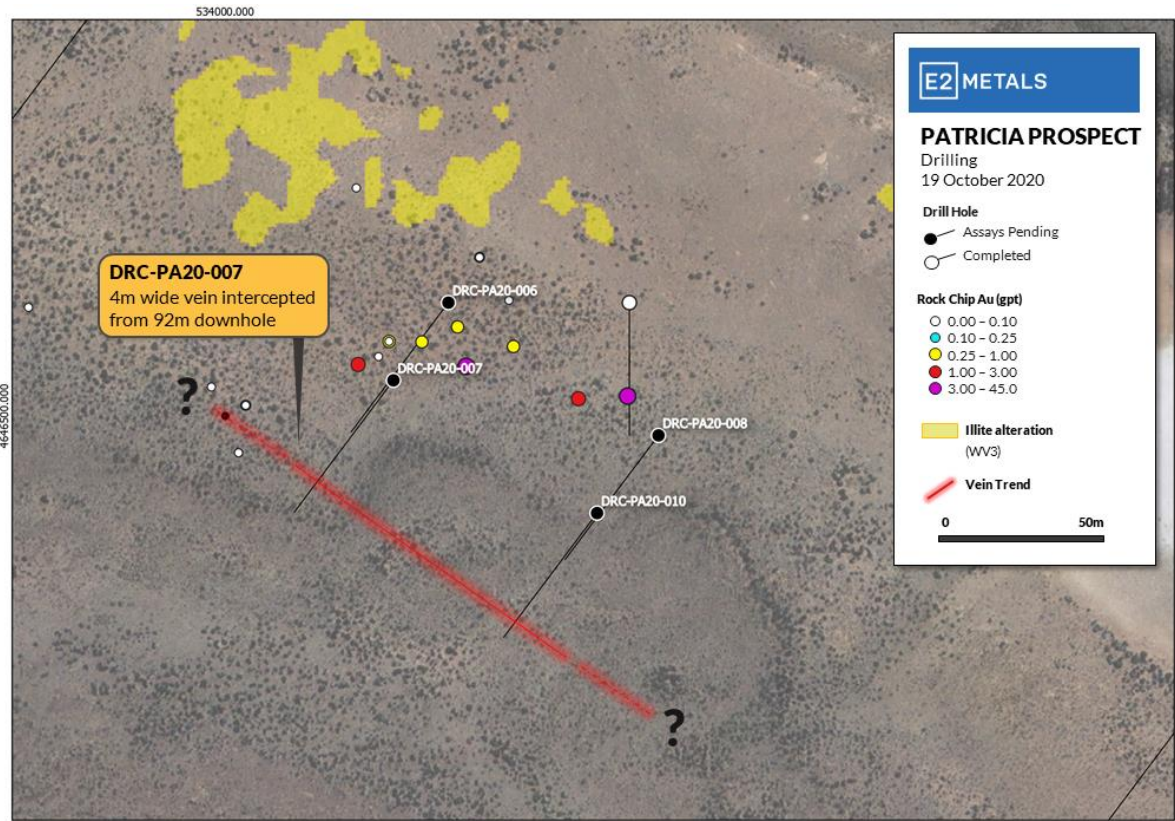 534000.000
4646500.000
DRC-PA20-007
4m wide vein intercepted
from 92m downhole
DRC-PA20-006
DRC-PA20-007
DRC-PA20-008
DRC-PA20-010
?
?
E2 METALS
PATRICIA PROSPECT
Drilling
19 October 2020
Drill Hole
Assays Pending
Completed
Rock Chip Au (gpt)
0.00 – 0.10
0.10 – 0.25
0.25 – 1.00
1.00 – 3.00
3.00 – 45.0
Illite alteration
(WV3)
Vein Trend
0 50m